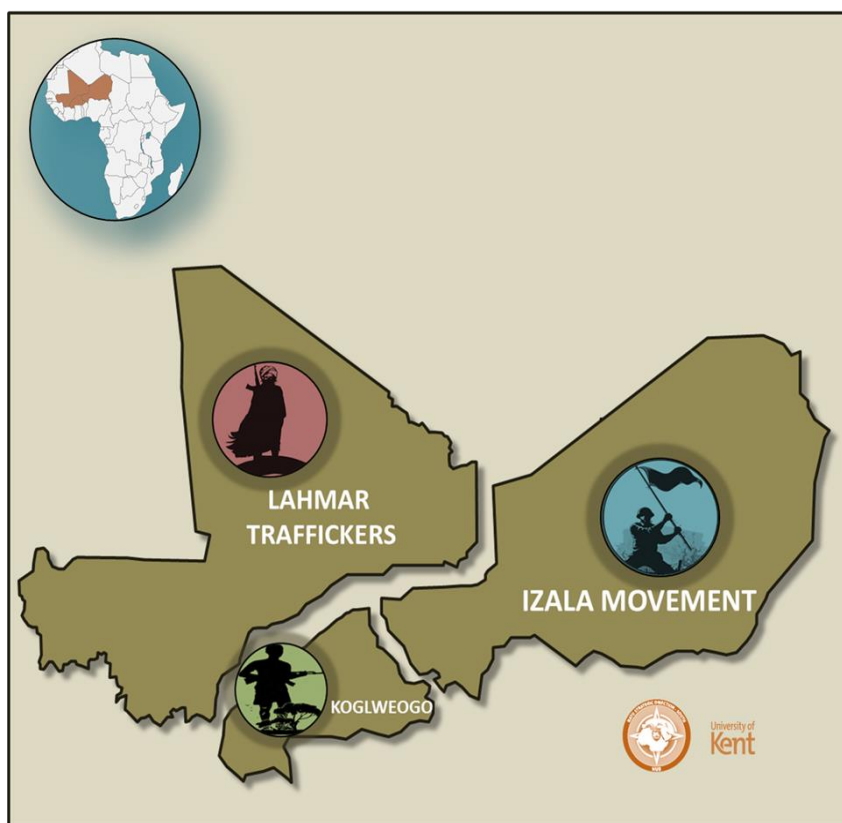 LAHMAR
TRAFFICKERS
IZALA MOVEMENT
KOGLWEOGO
University of
Kent